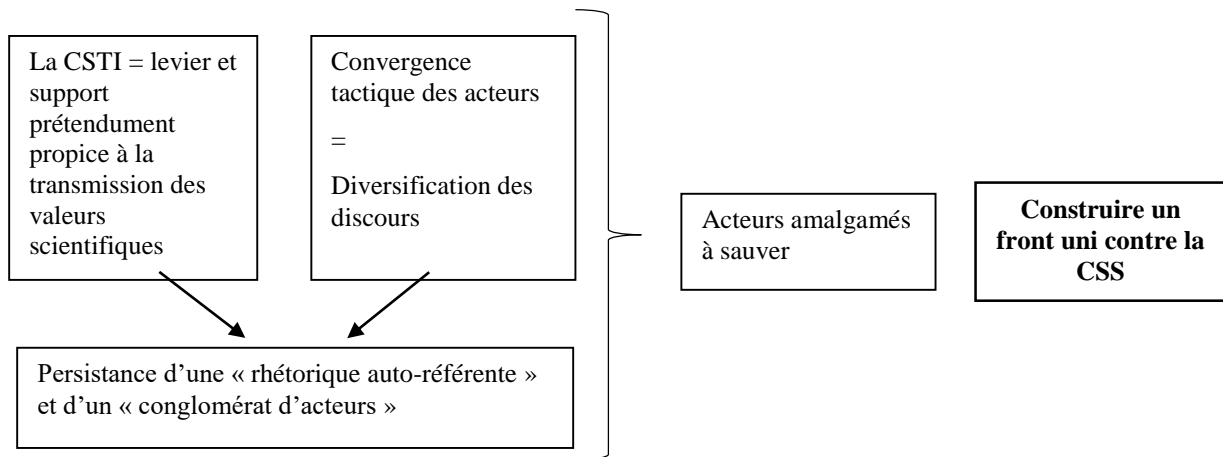 La CSTI = levier et
support
prétendument
propice à la
transmission des
valeurs
scientifiques
Convergence
tactique des acteurs
=
Diversification des
discours
Persistance d’une « rhétorique auto-référente »
et d’un « conglomérat d’acteurs »
Acteurs amalgamés
à sauver
Construire un
front uni contre la
CSS